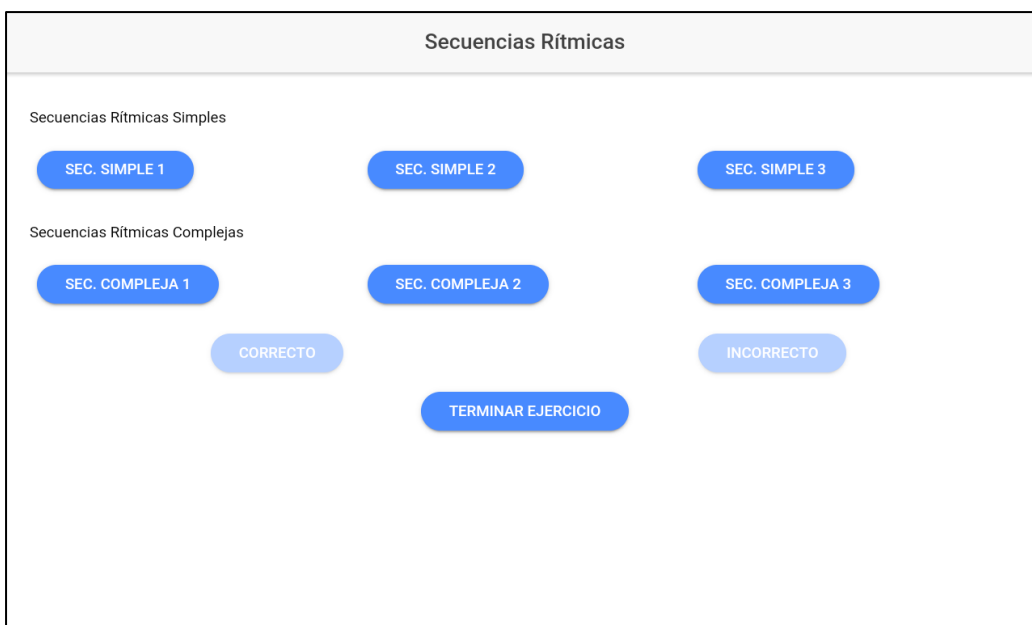 Secuencias Rítmicas
Secuencias Rítmicas Simples
SEC. SIMPLE 1 SEC. SIMPLE 2 SEC. SIMPLE 3
Secuencias Rítmicas Complejas
SEC. COMPLEJA 1 SEC. COMPLEJA 2 SEC. COMPLEJA 3
CORRECTO INCORRECTO
TERMINAR EJERCICIO